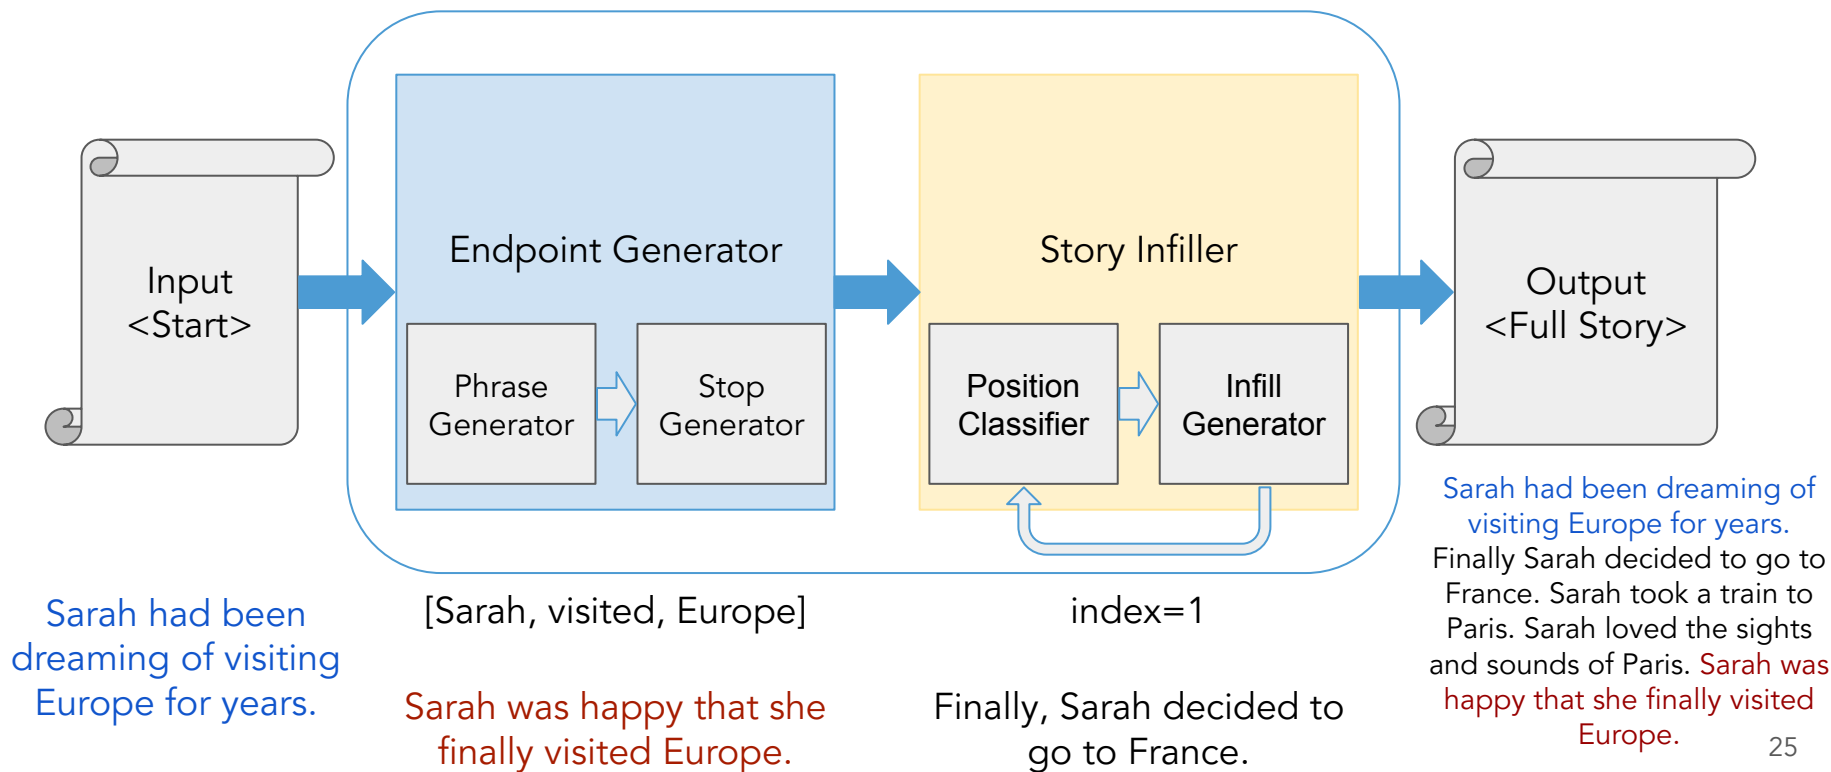 Input
<Start>
Endpoint Generator
Phrase
Generator
Stop
Generator
Story Infiller
Position
Classifier
Infill
Generator
Output
<Full Story>
Sarah had been
dreaming of visiting
Europe for years.
[Sarah, visited, Europe]
Sarah was happy that she
finally visited Europe.
index=1
Finally, Sarah decided to
go to France.
Sarah had been dreaming of
visiting Europe for years.
Finally Sarah decided to go to
France. Sarah took a train to
Paris. Sarah loved the sights
and sounds of Paris. Sarah was
happy that she finally visited
Europe.
25